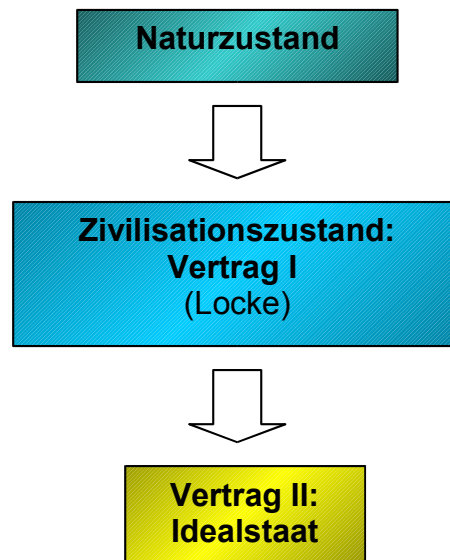 Naturzustand
Zivilisationszustand:
Vertrag I
(Locke)
Vertrag II:
Idealstaat